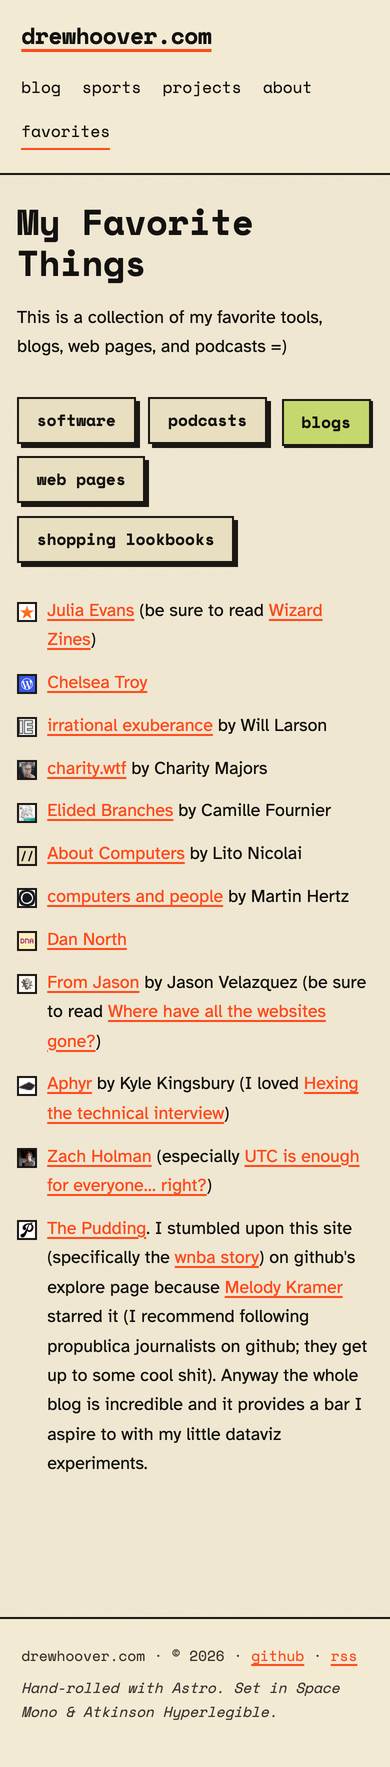 drewhoover.com
blog sports projects about
favorites
My Favorite
Things
This is a collection of my favorite tools,
blogs, web pages, and podcasts =)
software podcasts blogs
web pages
shopping lookbooks
Julia Evans (be sure to read Wizard
Zines)
Chelsea Troy
irrational exuberance by Will Larson
charity.wtf by Charity Majors
Elided Branches by Camille Fournier
// About Computers by Lito Nicolai
computers and people by Martin Hertz
DNA Dan North
From Jason by Jason Velazquez (be sure
to read Where have all the websites
gone?)
Aphyr by Kyle Kingsbury (I loved Hexing
the technical interview)
Zach Holman (especially UTC is enough
for everyone... right?)
The Pudding. I stumbled upon this site
(specifically the wnba story) on github's
explore page because Melody Kramer
starred it (I recommend following
propublica journalists on github; they get
up to some cool shit). Anyway the whole
blog is incredible and it provides a bar I
aspire to with my little dataviz
experiments.
drewhoover.com · © 2026 · github · rss
Hand-rolled with Astro. Set in Space
Mono & Atkinson Hyperlegible.